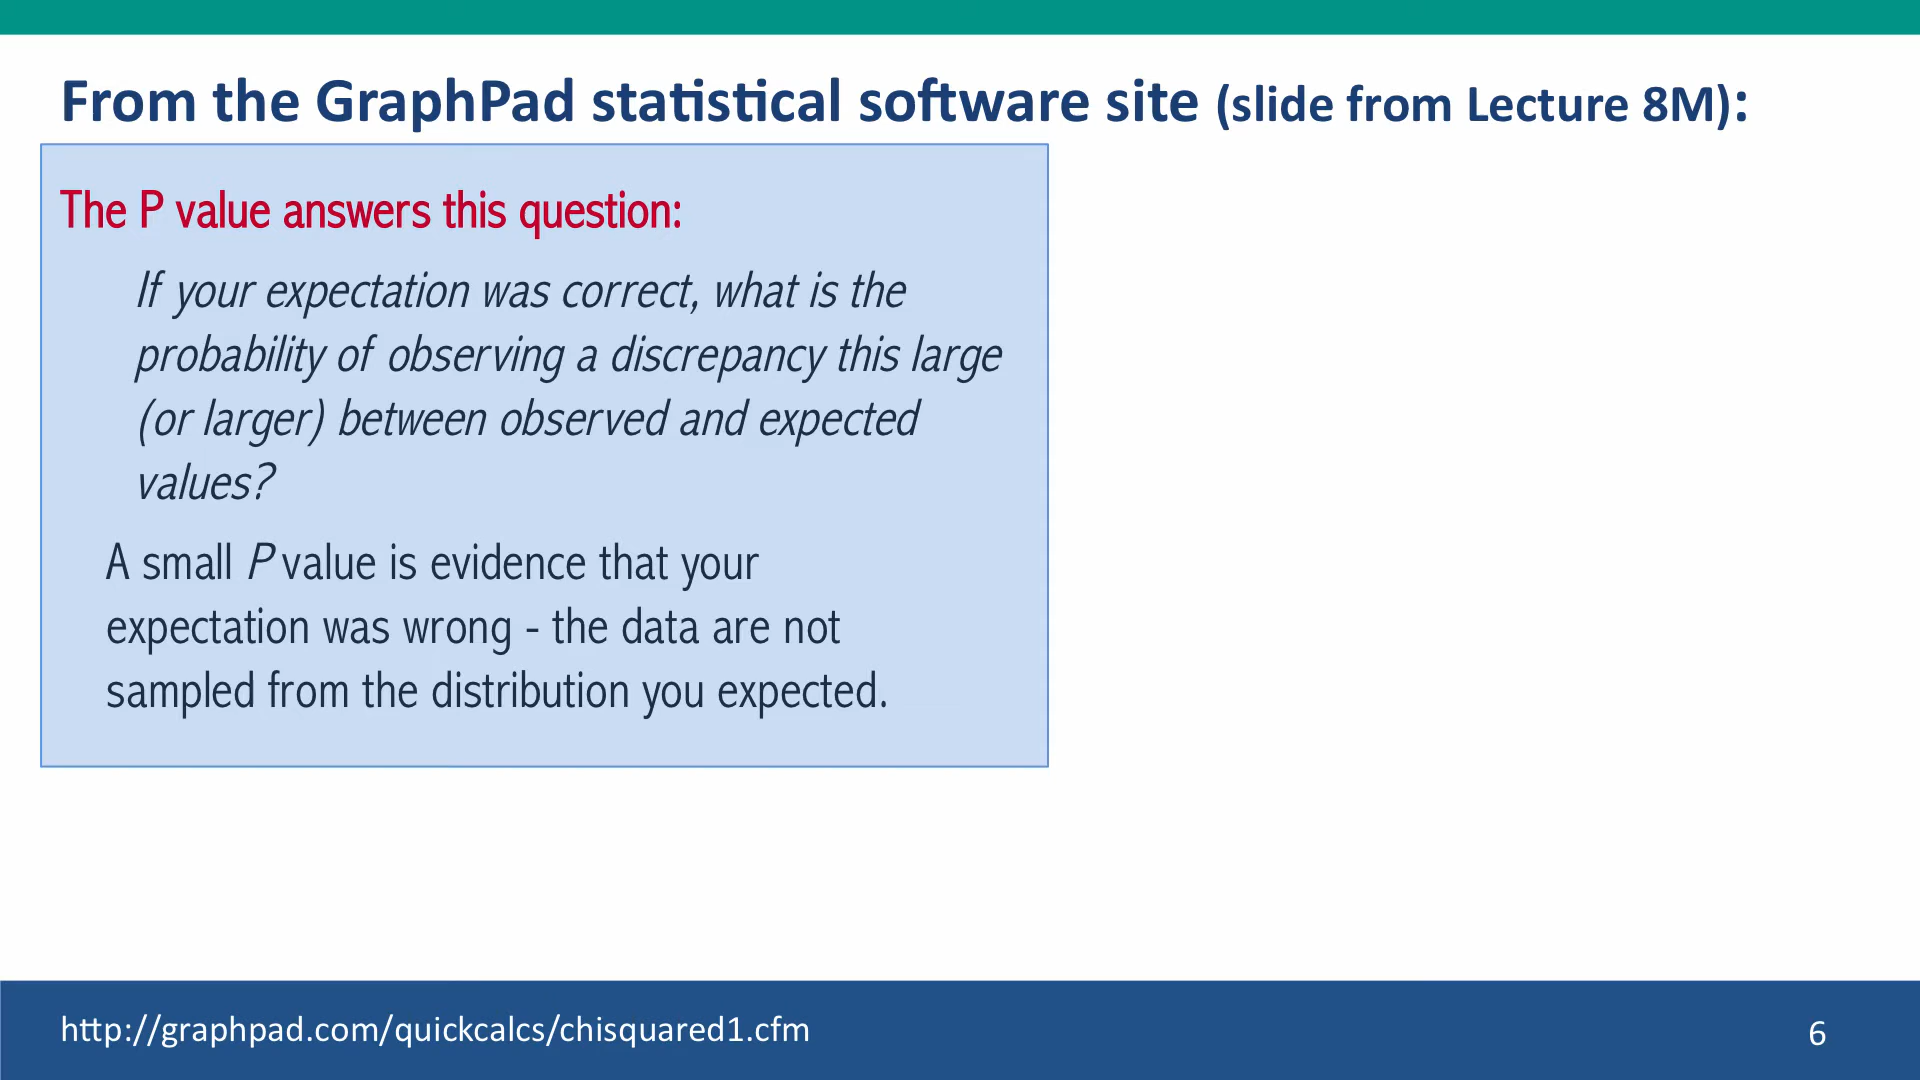 From the GraphPad statistical software site (slide from Lecture 8M):
The P value answers this question:
If your expectation was correct, what is the
probability of observing a discrepancy this large
(or larger) between observed and expected
values?
A small P value is evidence that your
expectation was wrong - the data are not
sampled from the distribution you expected.
http://graphpad.com/quickcalcs/chisquared1.cfm
6